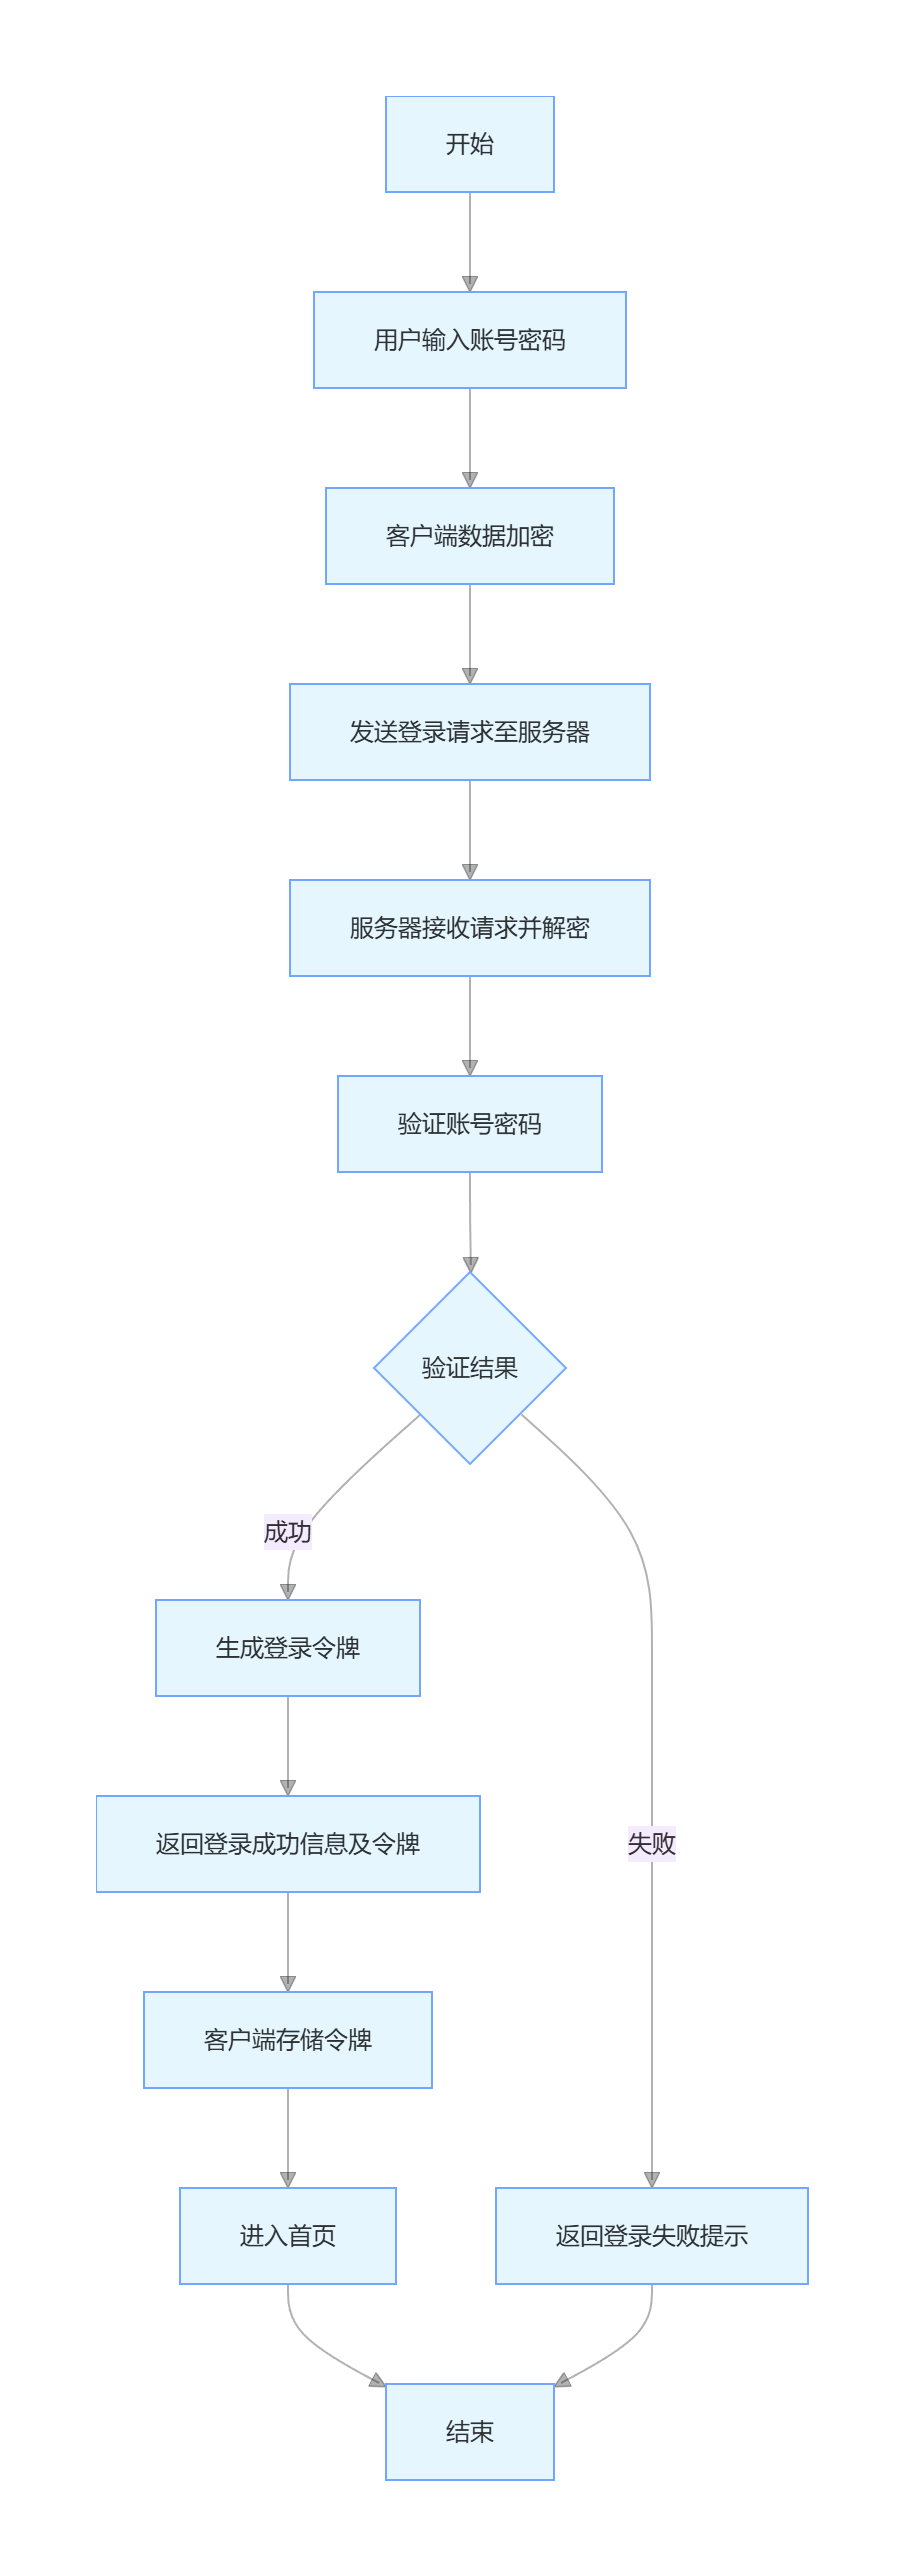 开始
用户输入账号密码
客户端数据加密
发送登录请求至服务器
服务器接收请求并解密
验证账号密码
验证结果
成功
生成登录令牌
返回登录成功信息及令牌
失败
客户端存储令牌
进入首页
返回登录失败提示
结束